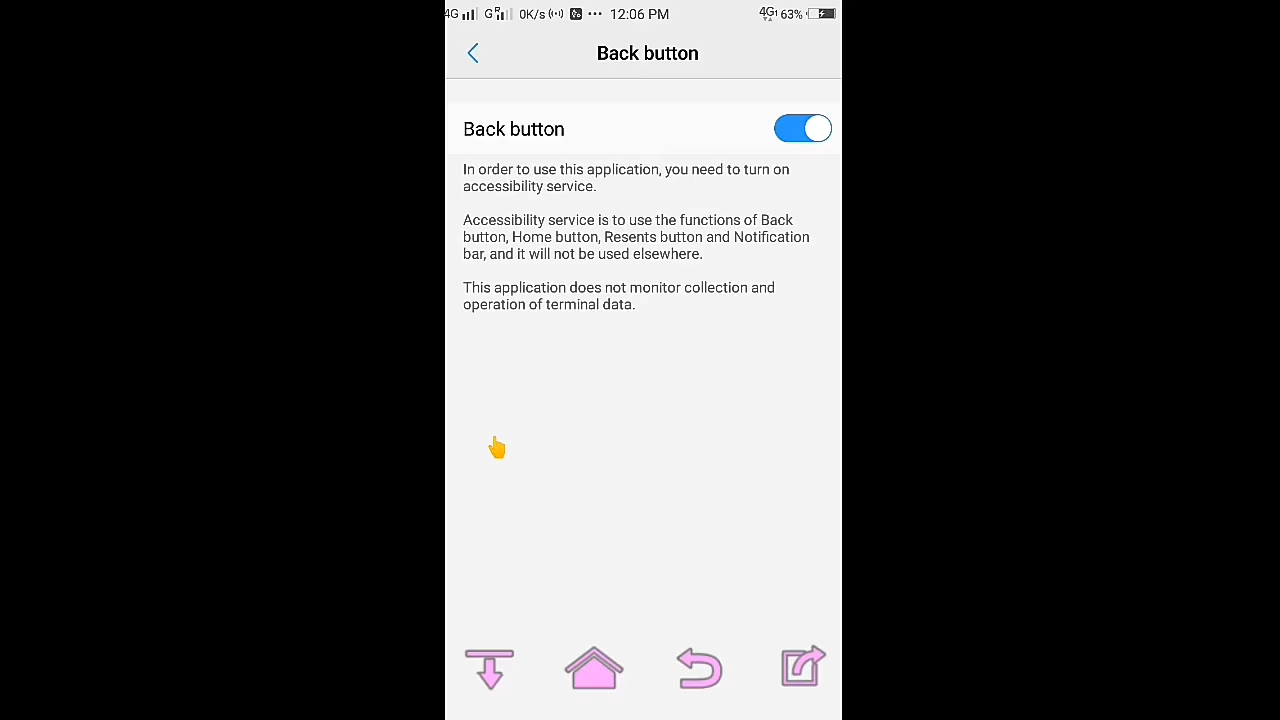 4G G R 0K/s 12:06 PM 4G 63%
Back button
Back button
In order to use this application, you need to turn on
accessibility service.
Accessibility service is to use the functions of Back
button, Home button, Resents button and Notification
bar, and it will not be used elsewhere.
This application does not monitor collection and
operation of terminal data.